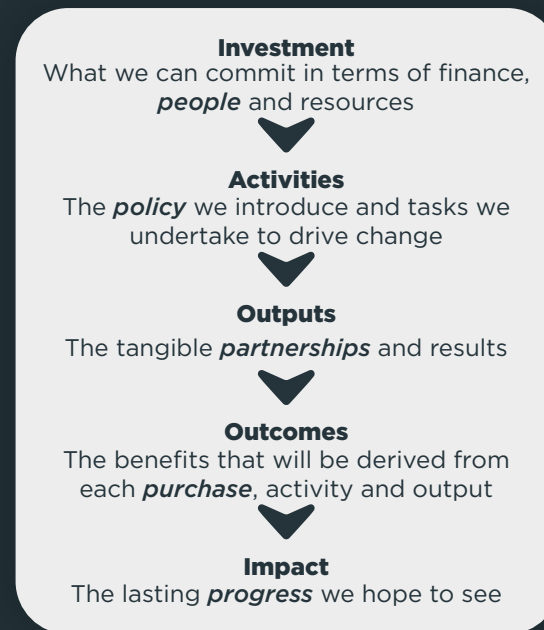 Investment
What we can commit in terms of finance,
people and resources
Activities
The policy we introduce and tasks we
undertake to drive change
Outputs
The tangible partnerships and results
Outcomes
The benefits that will be derived from
each purchase, activity and output
Impact
The lasting progress we hope to see